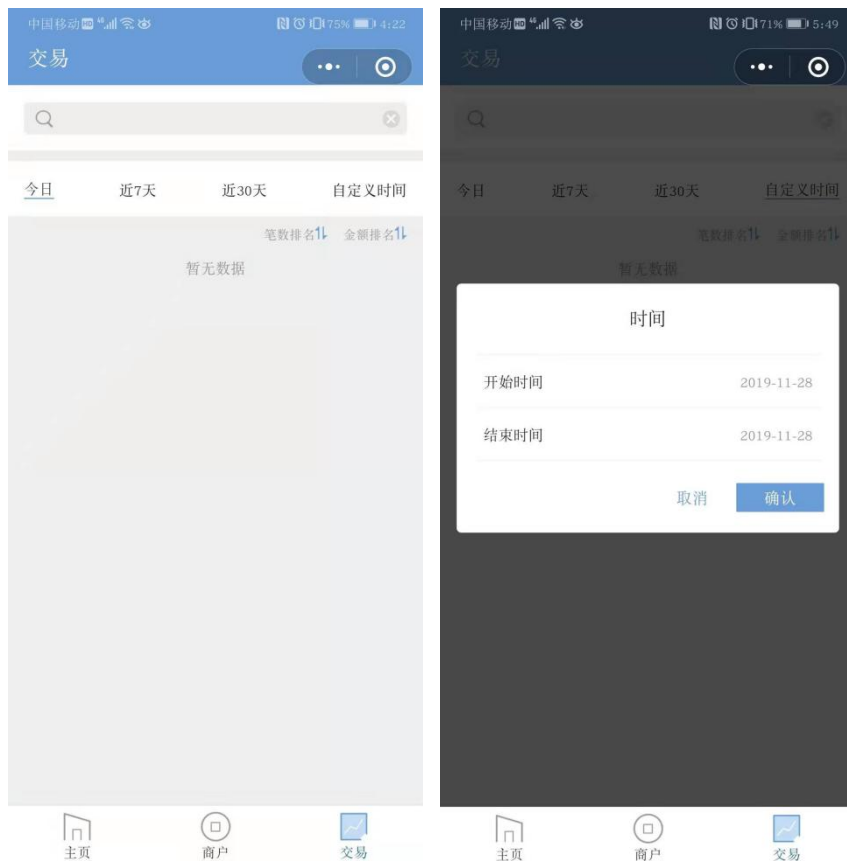 中国移动 HD 46 75% 4:22
交易
今日 近7天 近30天 自定义时间
笔数排名 金额排名
暂无数据
主页 商户 交易
中国移动 HD 46 71% 5:49
交易
今日 近7天 近30天 自定义时间
笔数排名 金额排名
暂无数据
时间
开始时间 2019-11-28
结束时间 2019-11-28
取消 确认
主页 商户 交易